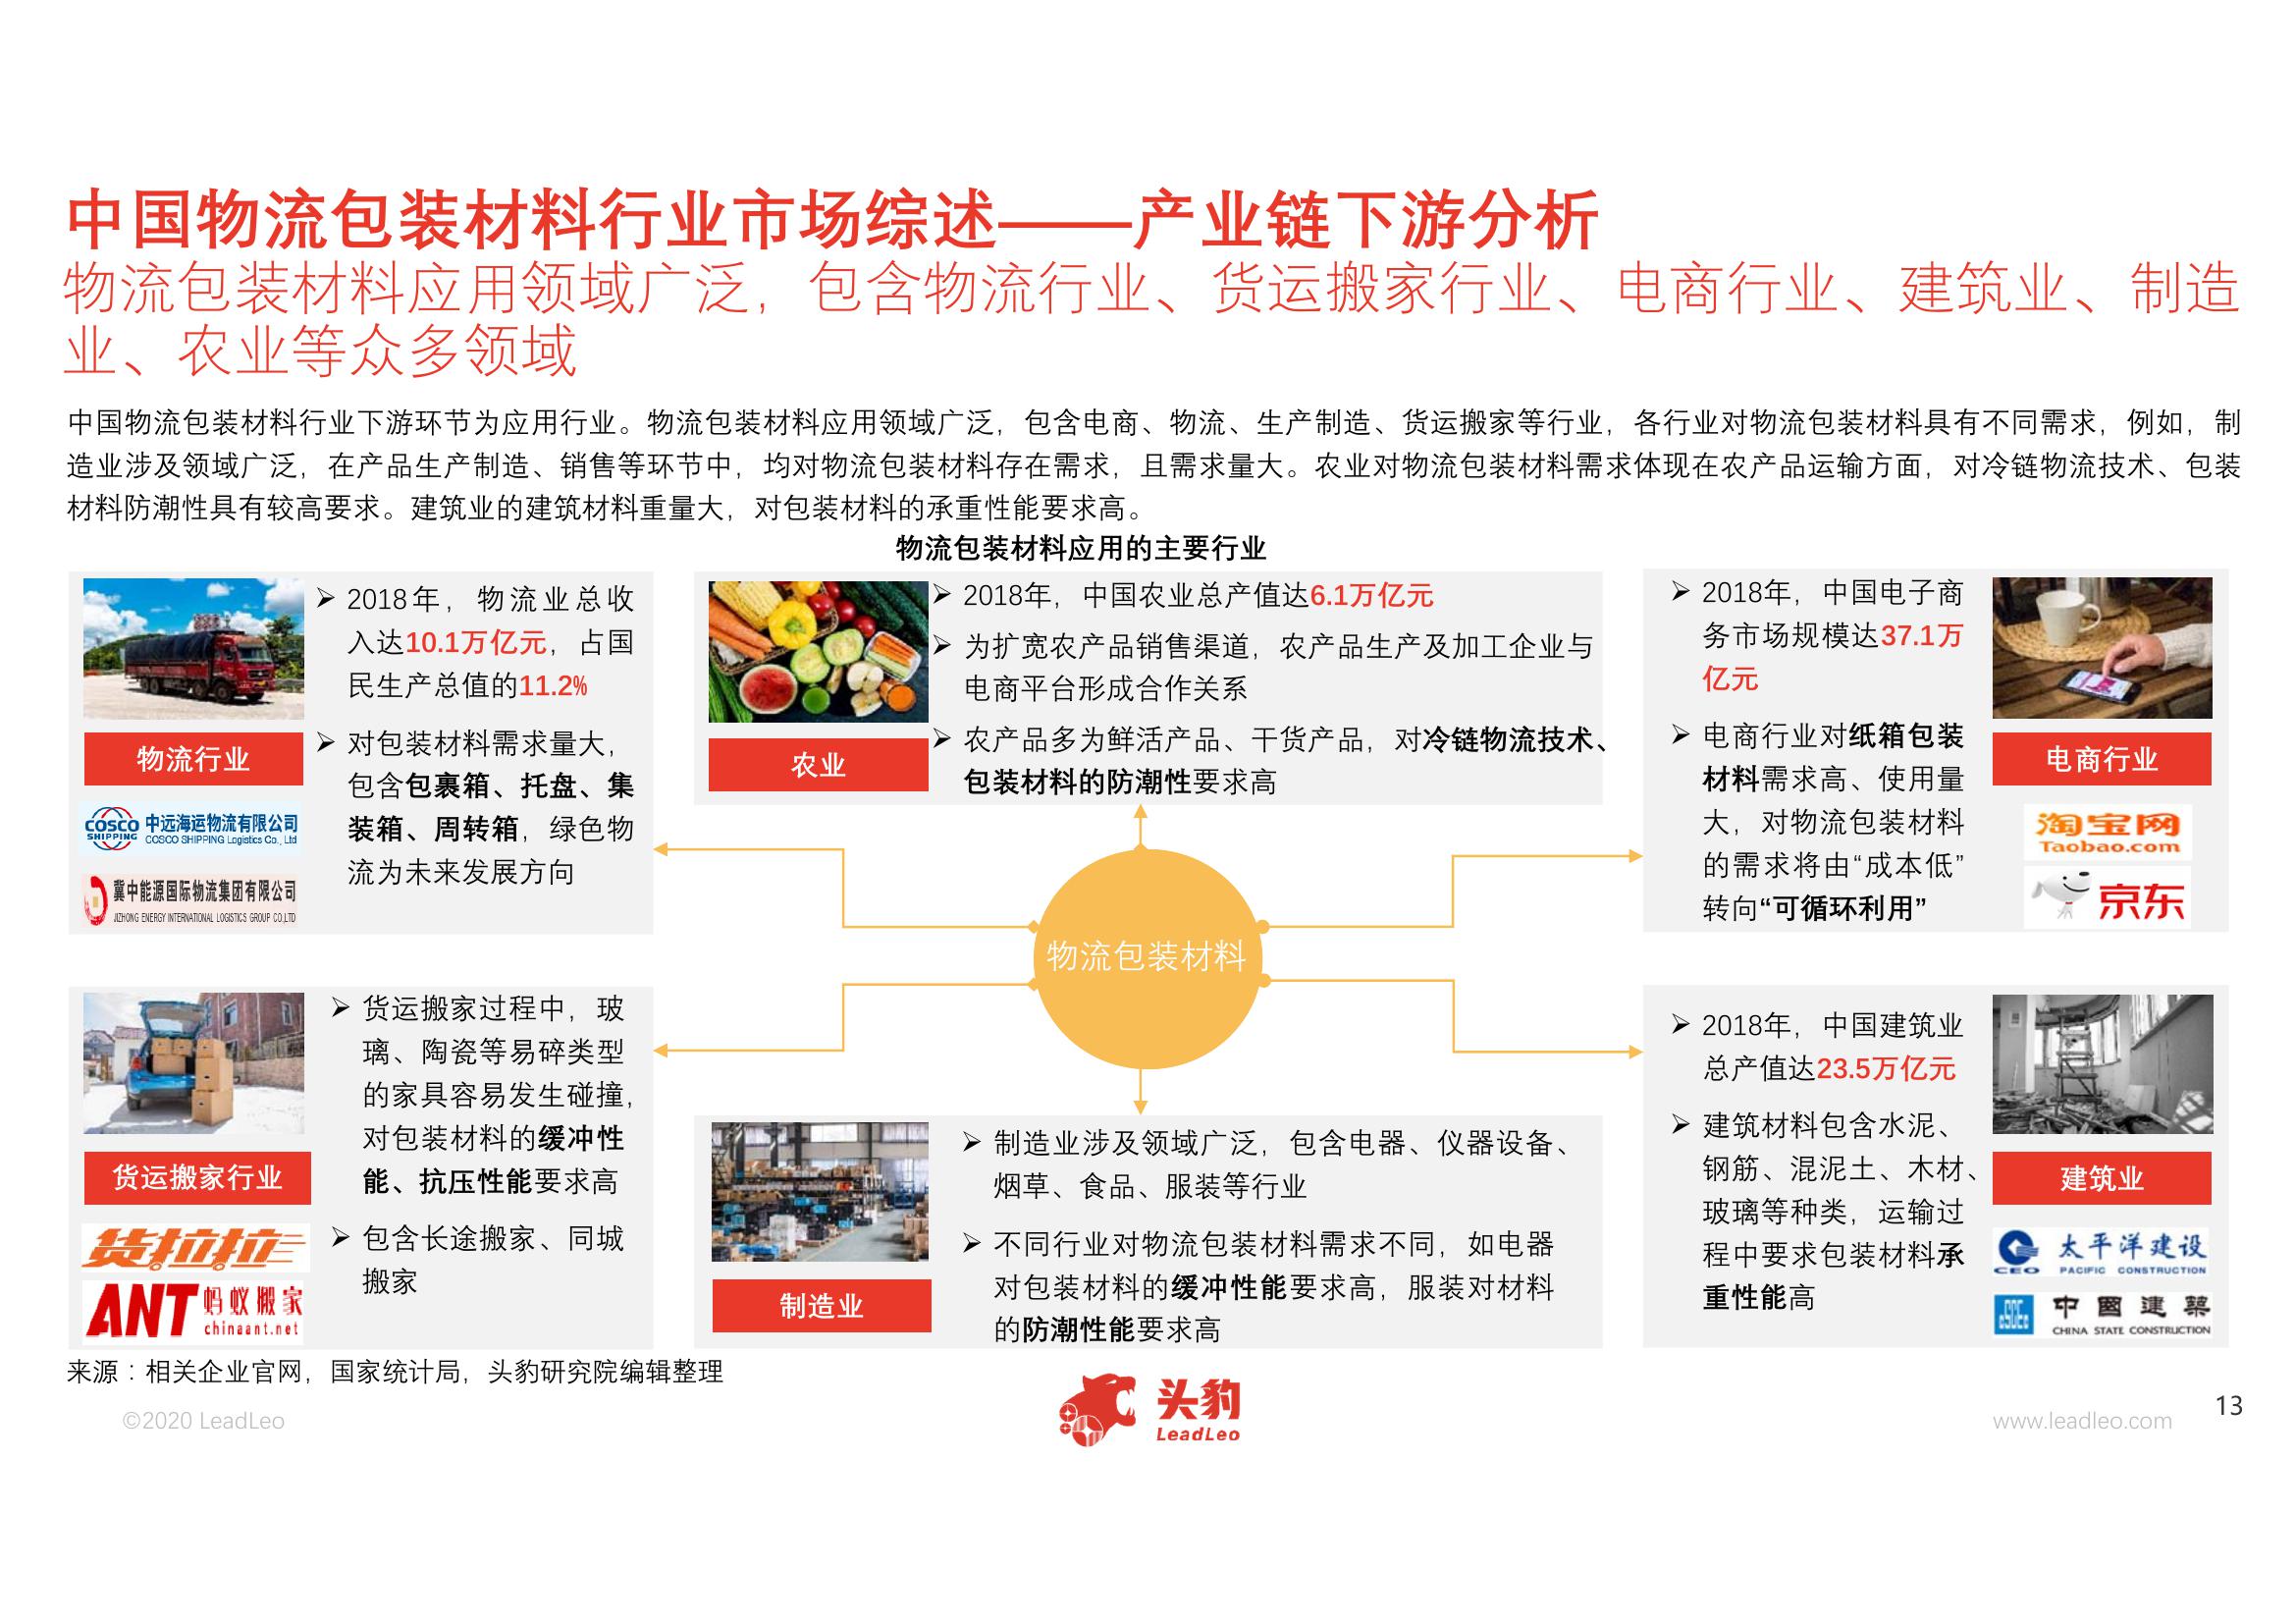 中国物流包装材料行业市场综述——产业链下游分析
物流包装材料应用领域广泛，包含物流行业、货运搬家行业、电商行业、建筑业、制造
业、农业等众多领域
中国物流包装材料行业下游环节为应用行业。物流包装材料应用领域广泛，包含电商、物流、生产制造、货运搬家等行业，各行业对物流包装材料具有不同需求，例如，制
造业涉及领域广泛，在产品生产制造、销售等环节中，均对物流包装材料存在需求，且需求量大。农业对物流包装材料需求体现在农产品运输方面，对冷链物流技术、包装
材料防潮性具有较高要求。建筑业的建筑材料重量大，对包装材料的承重性能要求高。
物流包装材料应用的主要行业
物流行业
COSCO SHIPPING 中远海运物流有限公司
COSCO SHIPPING Logistics Co., Ltd
冀中能源国际物流集团有限公司
JIZHONG ENERGY INTERNATIONAL LOGISTICS GROUP CO,LTD
➢ 2018年，物流业总收
入达10.1万亿元，占国
民生产总值的11.2%
➢ 对包装材料需求量大，
包含包裹箱、托盘、集
装箱、周转箱，绿色物
流为未来发展方向
农业
➢ 2018年，中国农业总产值达6.1万亿元
➢ 为扩宽农产品销售渠道，农产品生产及加工企业与
电商平台形成合作关系
➢ 农产品多为鲜活产品、干货产品，对冷链物流技术、
包装材料的防潮性要求高
➢ 2018年，中国电子商
务市场规模达37.1万
亿元
➢ 电商行业对纸箱包装
材料需求高、使用量
大，对物流包装材料
的需求将由“成本低”
转向“可循环利用”
电商行业
淘宝网
Taobao.com
京东
物流包装材料
货运搬家行业
货拉拉
ANT 蚂蚁搬家
chinaant.net
➢ 货运搬家过程中，玻
璃、陶瓷等易碎类型
的家具容易发生碰撞，
对包装材料的缓冲性
能、抗压性能要求高
➢ 包含长途搬家、同城
搬家
制造业
➢ 制造业涉及领域广泛，包含电器、仪器设备、
烟草、食品、服装等行业
➢ 不同行业对物流包装材料需求不同，如电器
对包装材料的缓冲性能要求高，服装对材料
的防潮性能要求高
➢ 2018年，中国建筑业
总产值达23.5万亿元
➢ 建筑材料包含水泥、
钢筋、混泥土、木材、
玻璃等种类，运输过
程中要求包装材料承
重性能高
建筑业
CEO 太平洋建设
PACIFIC CONSTRUCTION
中國建築
CHINA STATE CONSTRUCTION
来源：相关企业官网，国家统计局，头豹研究院编辑整理
©2020 LeadLeo
头豹
LeadLeo
www.leadleo.com
13